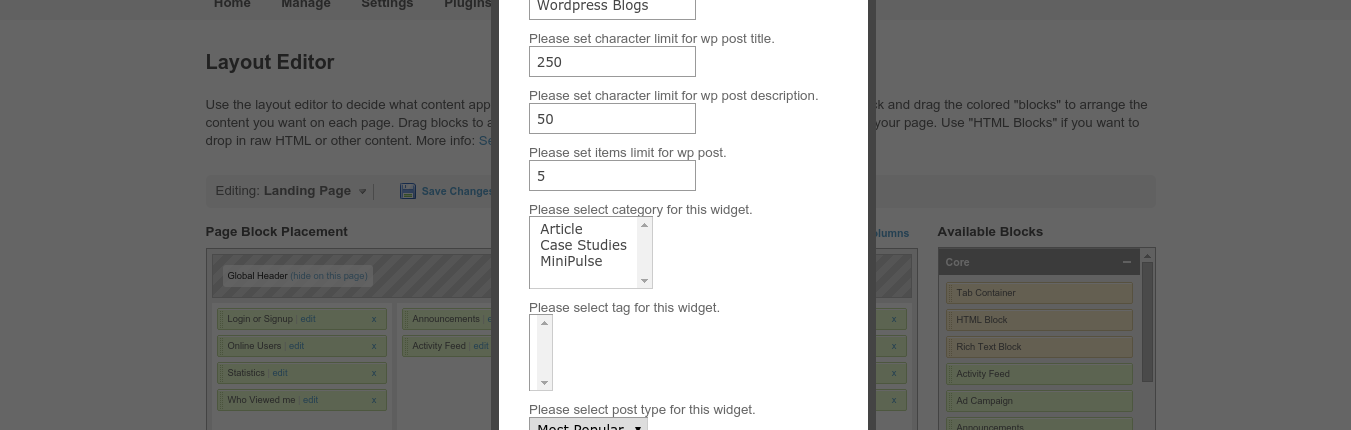 Home Manage Settings Plugins
Wordpress Blogs
Please set character limit for wp post title.
250
Layout Editor
Please set character limit for wp post description.
Use the layout editor to decide what content app
ck and drag the colored "blocks" to arrange the
50
content you want on each page. Drag blocks to a
your page. Use "HTML Blocks" if you want to
drop in raw HTML or other content. More info: Se
Please set items limit for wp post.
5
Editing: Landing Page
Save Changes
Please select category for this widget.
Article
Case Studies
MiniPulse
Page Block Placement
olumns
Available Blocks
Global Header (hide on this page)
Core
Login or Signup | edit x
Announcements | e
x
Online Users | edit x
Activity Feed | edit
x
Statistics | edit x
x
Who Viewed me | edit x
x
Tab Container
HTML Block
Rich Text Block
Activity Feed
Ad Campaign
Announcements
Please select tag for this widget.
Please select post type for this widget.
Most Popular